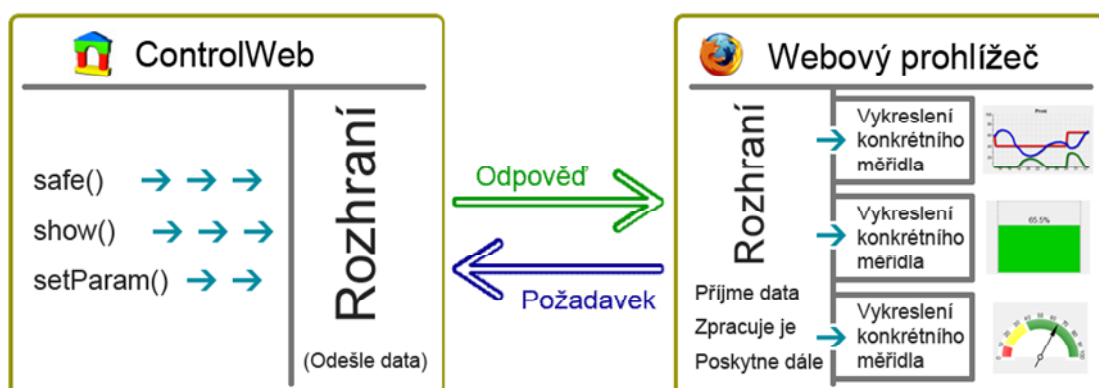 ControlWeb
safe()
show()
setParam()
Rozhraní
(Odešle data)
Odpověď
Požadavek
Webový prohlížeč
Rozhraní
Příjme data
Zpracuje je
Poskytne dále
Vykreslení
konkrétního
měřidla
Vykreslení
konkrétního
meřidla
Vykreslení
konkrétního
měřidla
65.5%